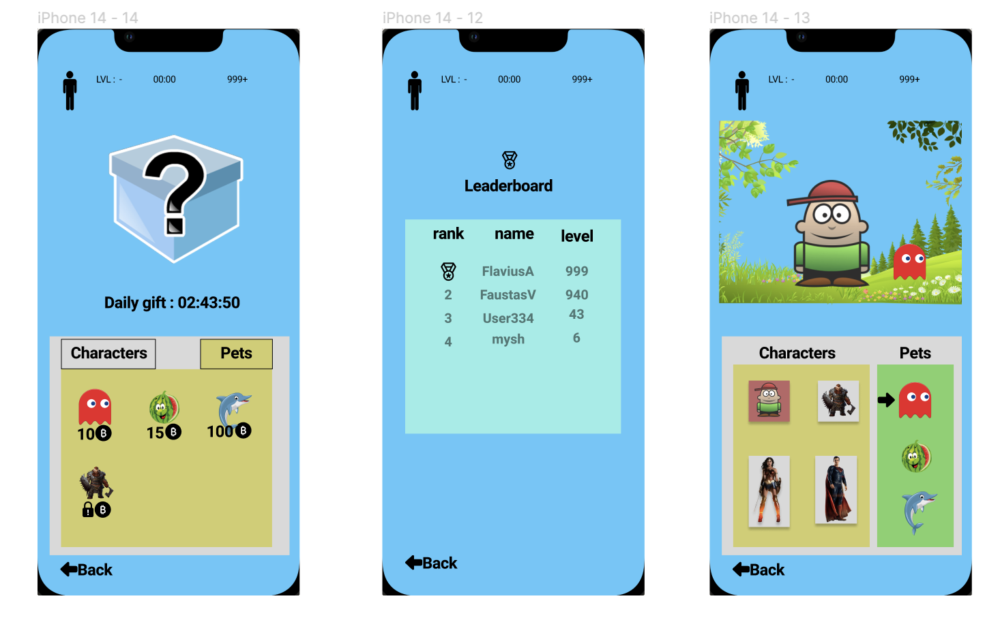 iPhone 14 - 14
LVL : -
00:00
999+
?
Daily gift : 02:43:50
Characters
Pets
10
15
100
Back
iPhone 14 - 12
LVL : -
00:00
999+
Leaderboard
rank name level
FlaviusA 999
2 FaustasV 940
3 User334 43
4 mysh 6
Back
iPhone 14 - 13
LVL : -
00:00
999+
Characters
Pets
Back